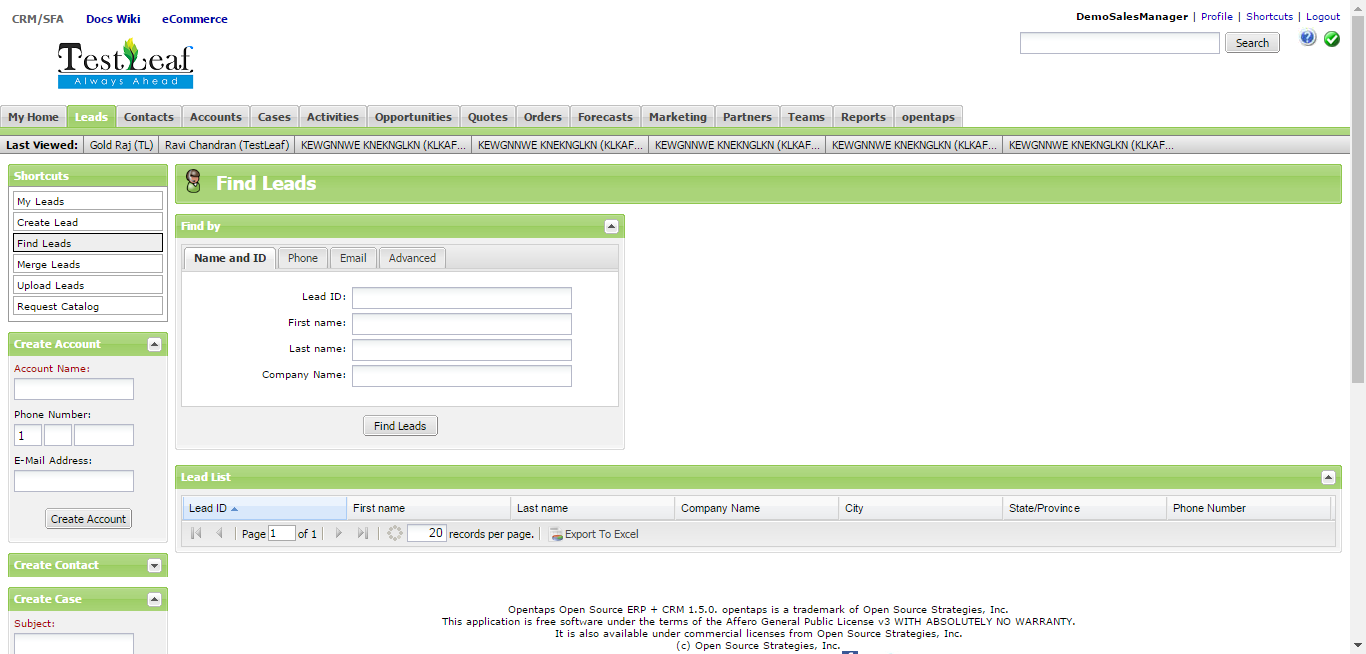 CRM/SFA Docs Wiki eCommerce
DemoSalesManager | Profile | Shortcuts | Logout
TestLeaf
Always Ahead
Search
?
My Home Leads Contacts Accounts Cases Activities Opportunities Quotes Orders Forecasts Marketing Partners Teams Reports opentaps
Last Viewed: Gold Raj (TL) Ravi Chandran (TestLeaf) KEWGNNWE KNEKNGLKN (KLKAF... KEWGNNWE KNEKNGLKN (KLKAF... KEWGNNWE KNEKNGLKN (KLKAF... KEWGNNWE KNEKNGLKN (KLKAF... KEWGNNWE KNEKNGLKN (KLKAF...
Shortcuts
My Leads
Create Lead
Find Leads
Merge Leads
Upload Leads
Request Catalog
Create Account
Account Name:
Phone Number:
1
E-Mail Address:
Create Account
Create Contact
Create Case
Subject:
Find Leads
Find by
Name and ID Phone Email Advanced
Lead ID:
First name:
Last name:
Company Name:
Find Leads
Lead List
Lead ID First name Last name Company Name City State/Province Phone Number
Page 1 of 1 20 records per page. Export To Excel
Opentaps Open Source ERP + CRM 1.5.0. opentaps is a trademark of Open Source Strategies, Inc.
This application is free software under the terms of the Affero General Public License v3 WITH ABSOLUTELY NO WARRANTY.
It is also available under commercial licenses from Open Source Strategies, Inc.
(c) Open Source Strategies, Inc.